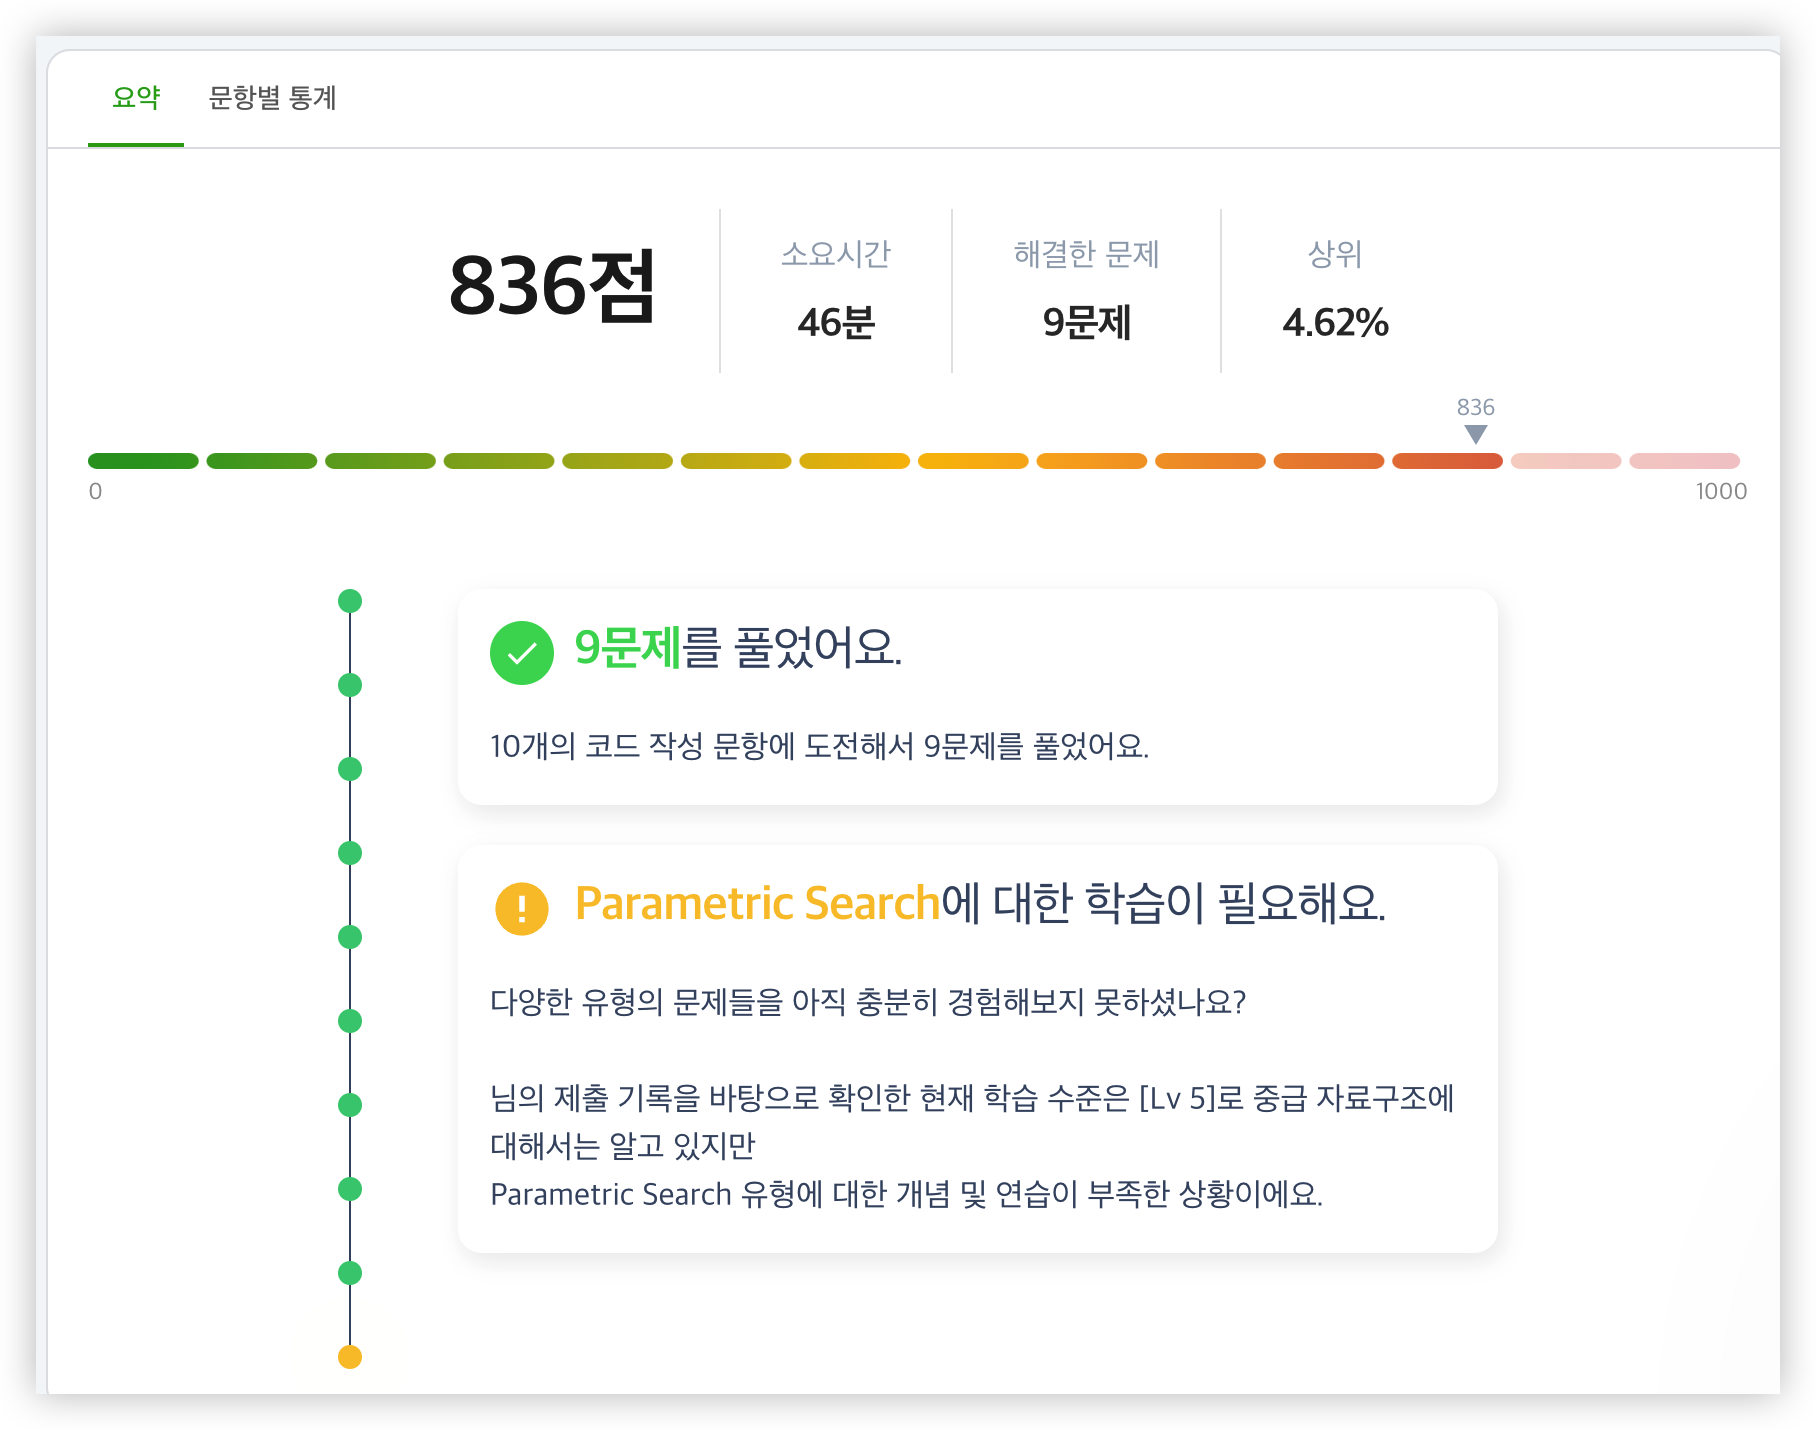 요약
문항별 통계
836점
소요시간
46분
해결한 문제
9문제
상위
4.62%
836
0
1000
9문제를 풀었어요.
10개의 코드 작성 문항에 도전해서 9문제를 풀었어요.
Parametric Search에 대한 학습이 필요해요.
다양한 유형의 문제들을 아직 충분히 경험해보지 못하셨나요?
님의 제출 기록을 바탕으로 확인한 현재 학습 수준은 [Lv 5]로 중급 자료구조에
대해서는 알고 있지만
Parametric Search 유형에 대한 개념 및 연습이 부족한 상황이에요.